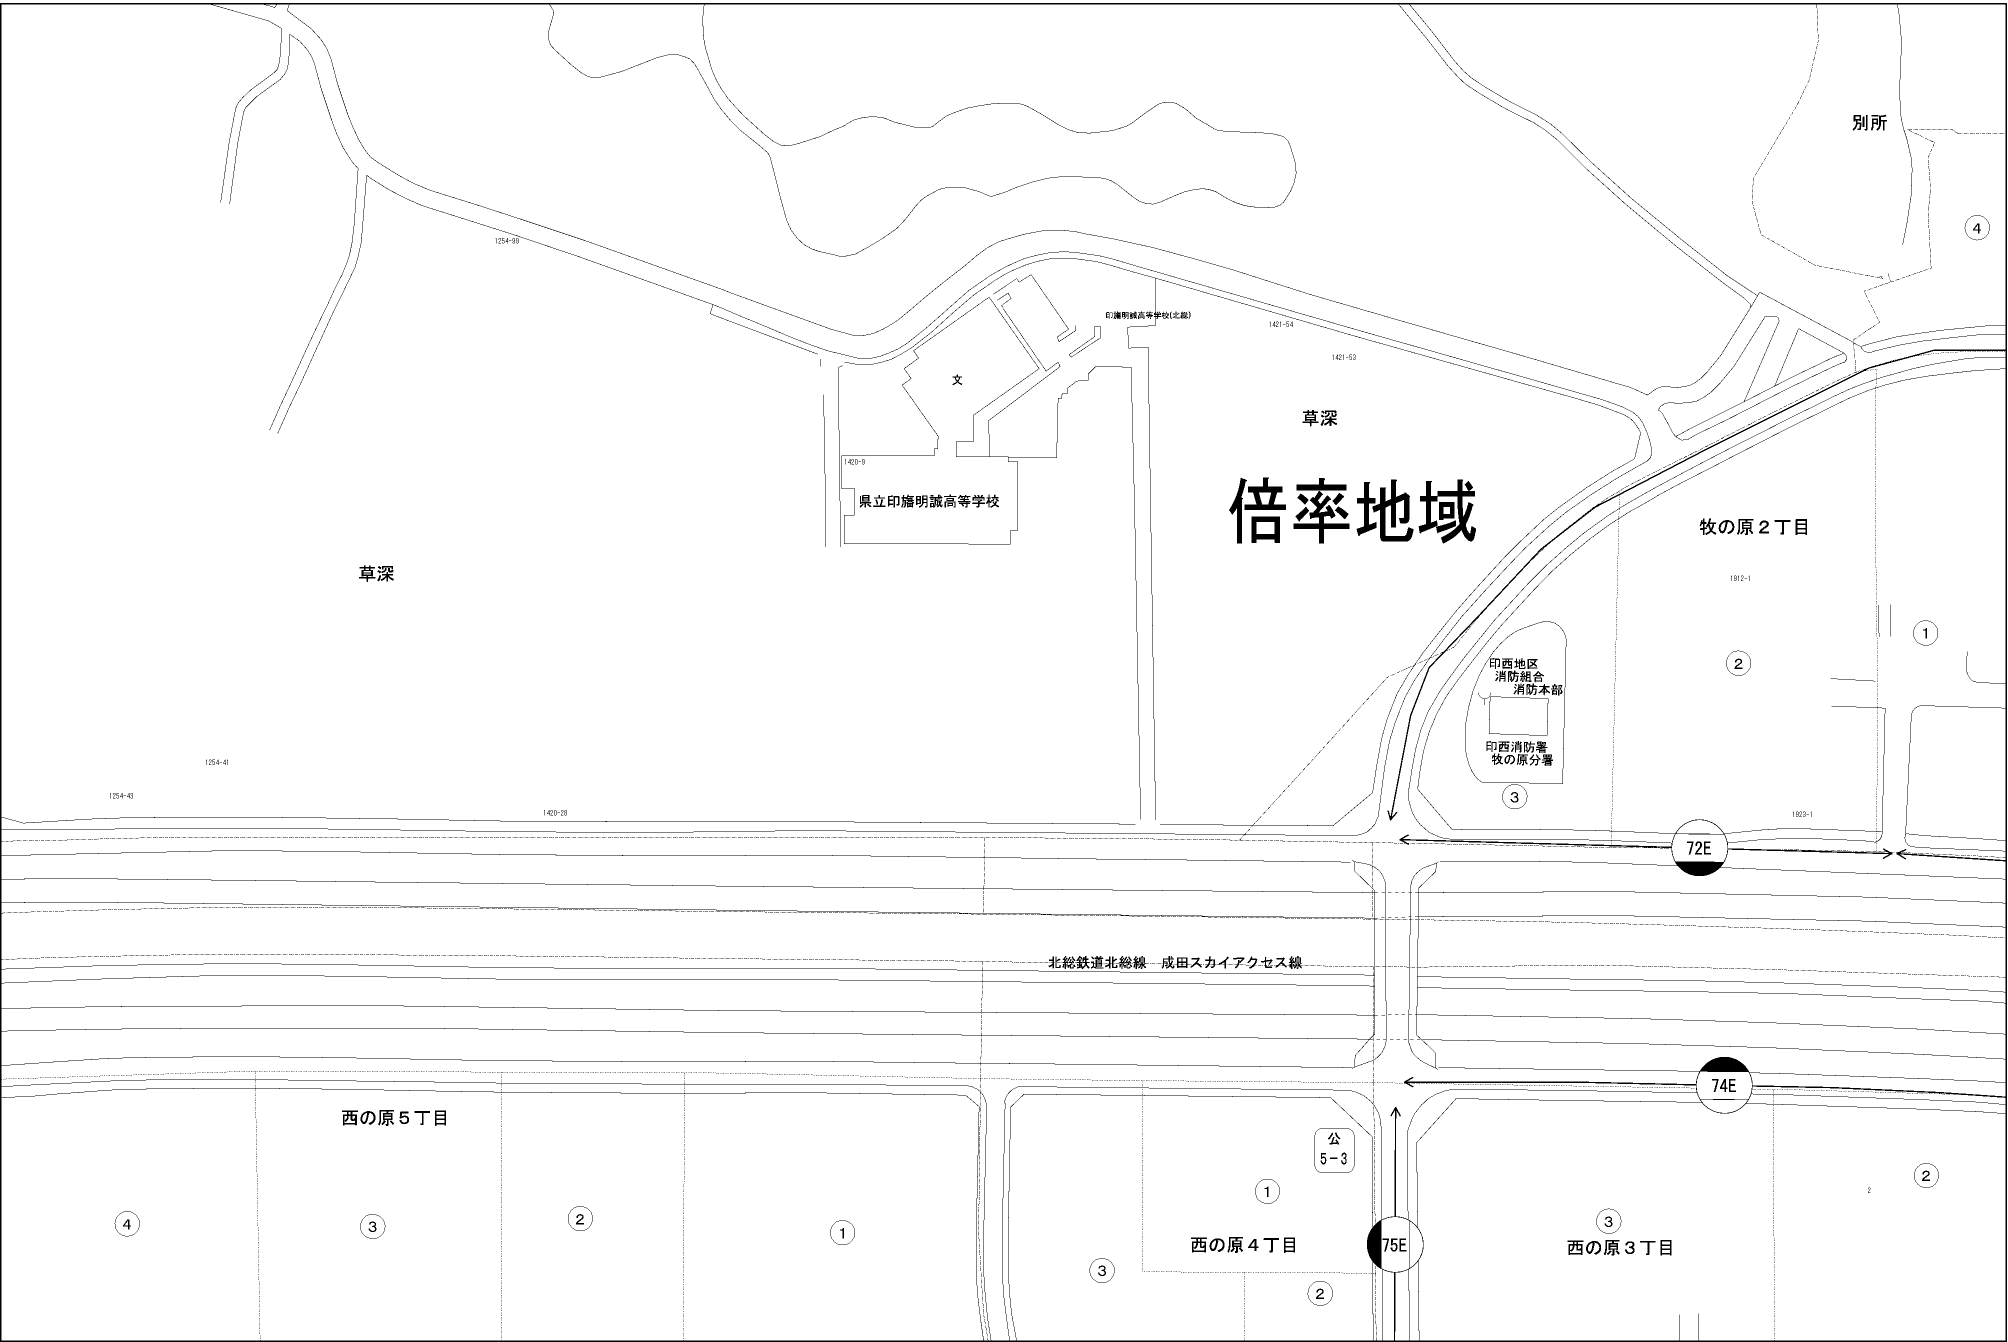 別所
④
1254-99
印旛明誠高等学校(北総)
1421-54
1421-53
文
草深
1420-9
県立印旛明誠高等学校
倍率地域
牧の原2丁目
草深
1912-1
①
②
印西地区
消防組合
消防本部
印西消防署
牧の原分署
③
1254-41
1254-43
1420-28
1923-1
72E
北総鉄道北総線 成田スカイアクセス線
74E
西の原5丁目
公
5-3
②
2
①
④
③
②
①
③
西の原4丁目
75E
西の原3丁目
③
②